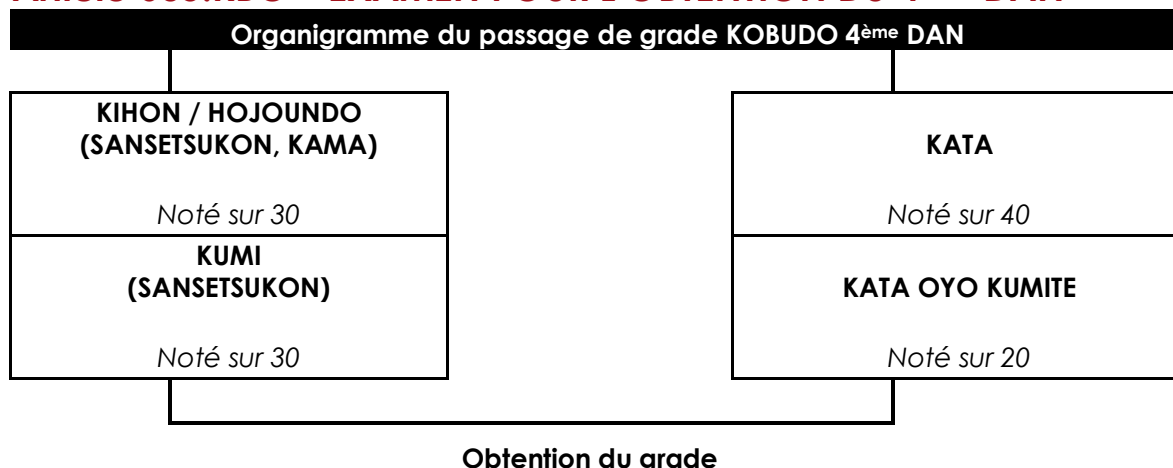 Organigramme du passage de grade KOBUDO 4ème DAN
KIHON / HOJOUNDO
(SANSETSUKON, KAMA)
Noté sur 30
KATA
Noté sur 40
KUMI
(SANSETSUKON)
Noté sur 30
KATA OYO KUMITE
Noté sur 20
Obtention du grade